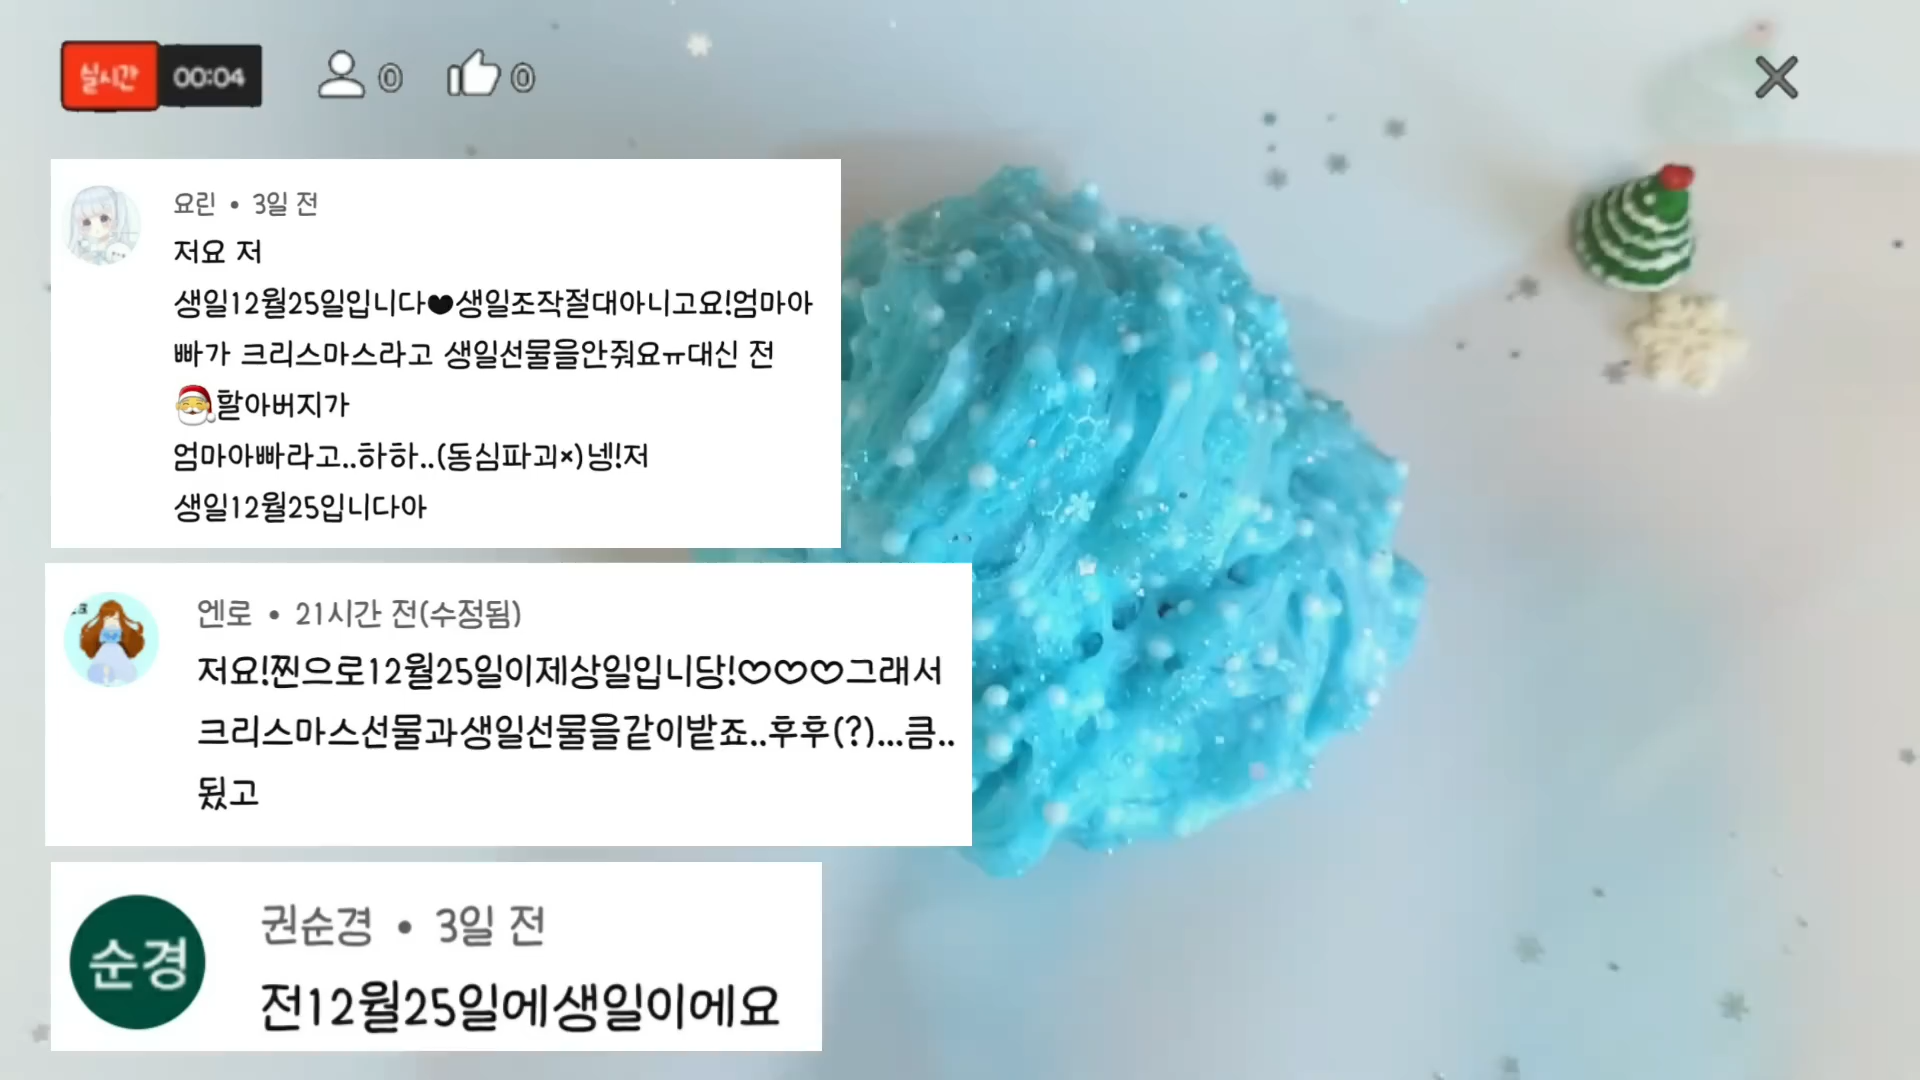 실시간 00:04 0 0
요린 • 3일 전
저요 저
생일12월25일입니다♥생일조작절대아니고요!엄마아
빠가 크리스마스라고 생일선물을안줘요ㅠ대신 전
🎅할아버지가
엄마아빠라고..하하..(동심파괴×)넹!저
생일12월25입니다아
엔로 • 21시간 전(수정됨)
저요!찐으로12월25일이제상일입니당!♡♡♡그래서
크리스마스선물과생일선물을같이받죠..후후(?)...큼..
됬고
순경
권순경 • 3일 전
전12월25일에생일이에요